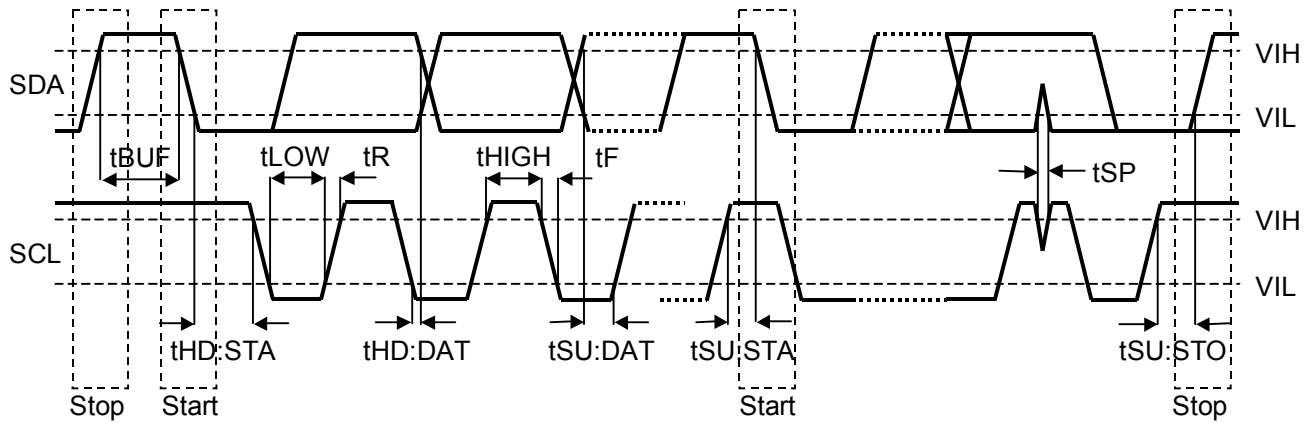 SDA
VIH
VIL
tBUF
tLOW
tR
tHIGH
tF
tSP
SCL
VIH
VIL
tHD:STA
tHD:DAT
tSU:DAT
tSU:STA
tSU:STO
Stop
Start
Start
Stop